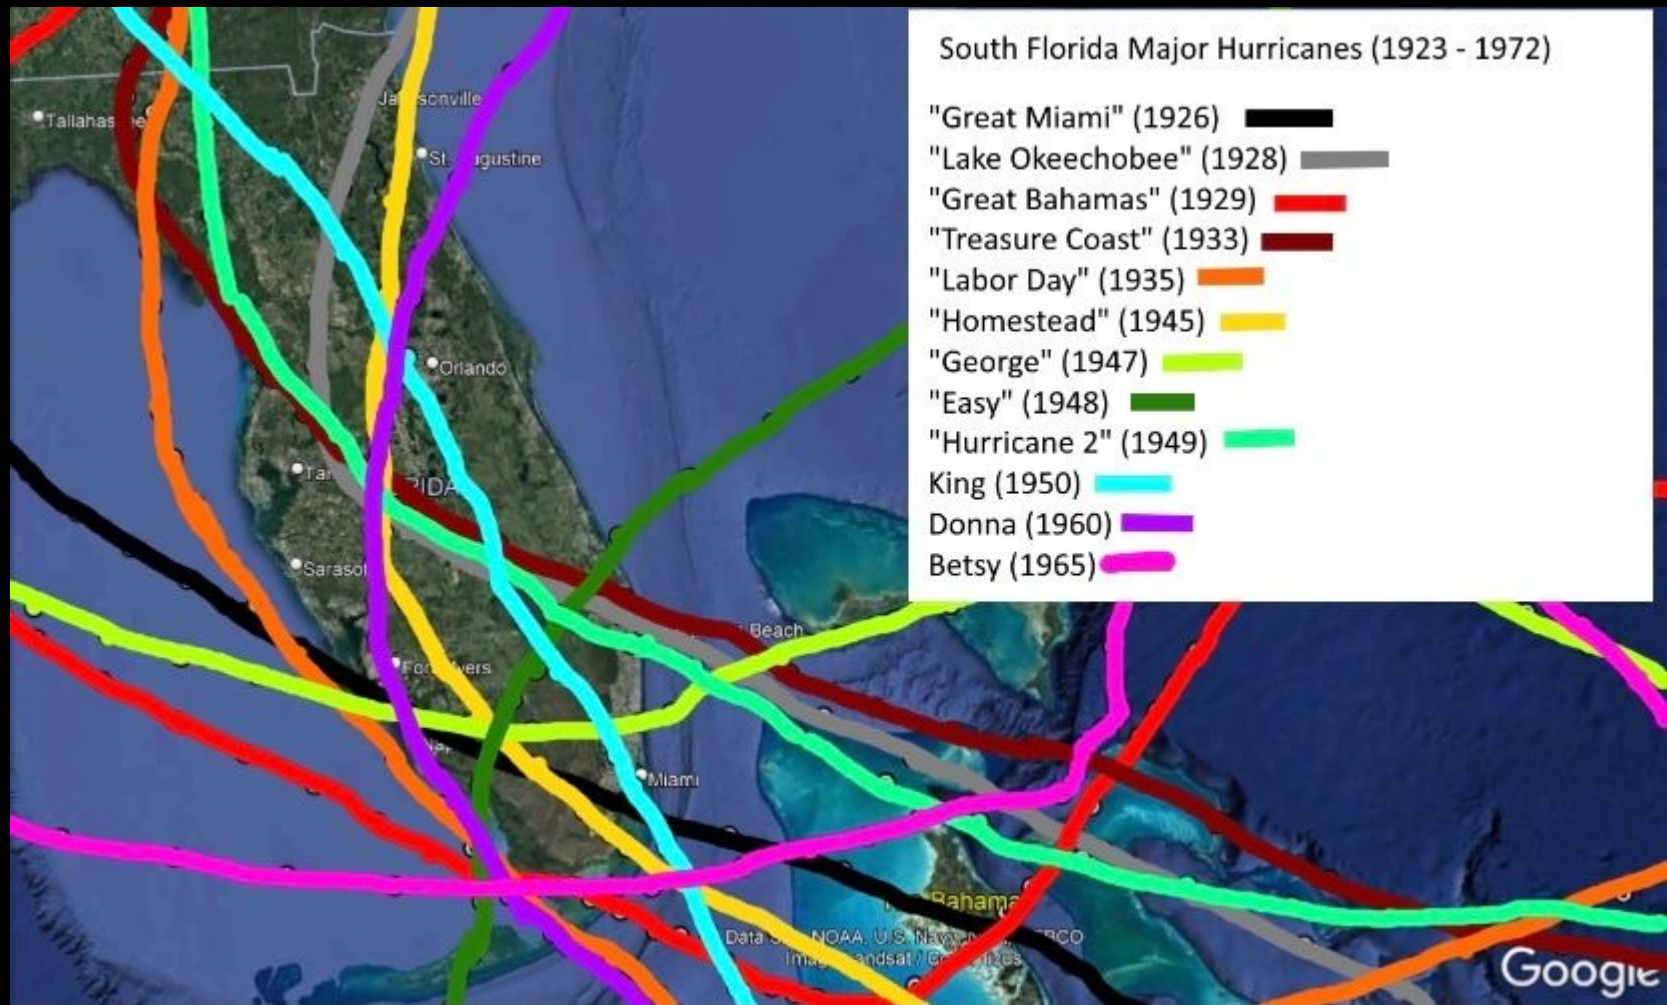 South Florida Major Hurricanes (1923 - 1972)
"Great Miami" (1926)
"Lake Okeechobee" (1928)
"Great Bahamas" (1929)
"Treasure Coast" (1933)
"Labor Day" (1935)
"Homestead" (1945)
"George" (1947)
"Easy" (1948)
"Hurricane 2" (1949)
King (1950)
Donna (1960)
Betsy (1965)
Orlando
Miami
Beach
Google